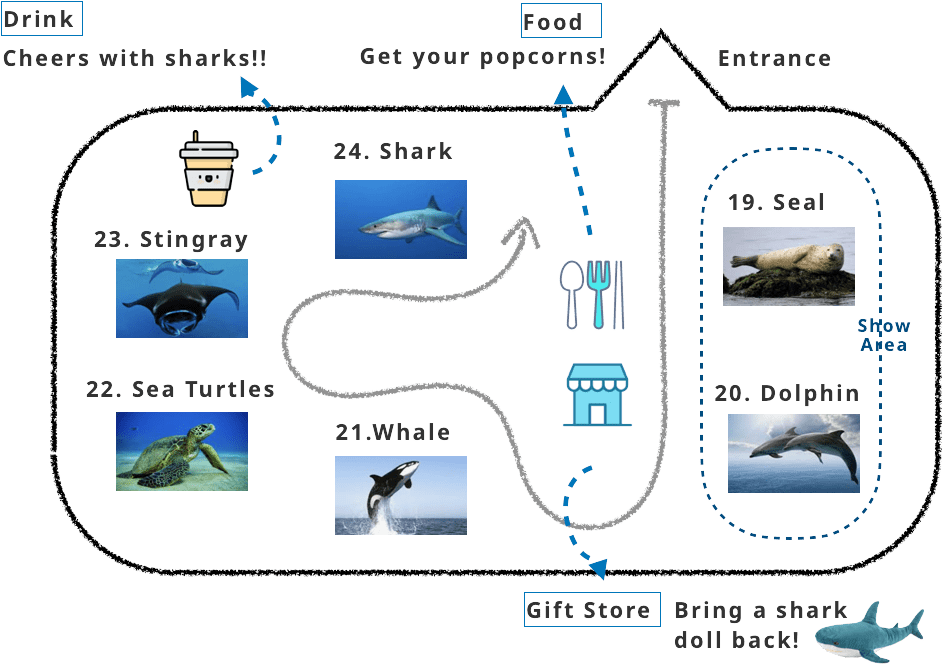 Drink
Cheers with sharks!!
Food
Get your popcorns!
Entrance
24. Shark
19. Seal
23. Stingray
Show
Area
22. Sea Turtles
20. Dolphin
21.Whale
Gift Store
Bring a shark
doll back!